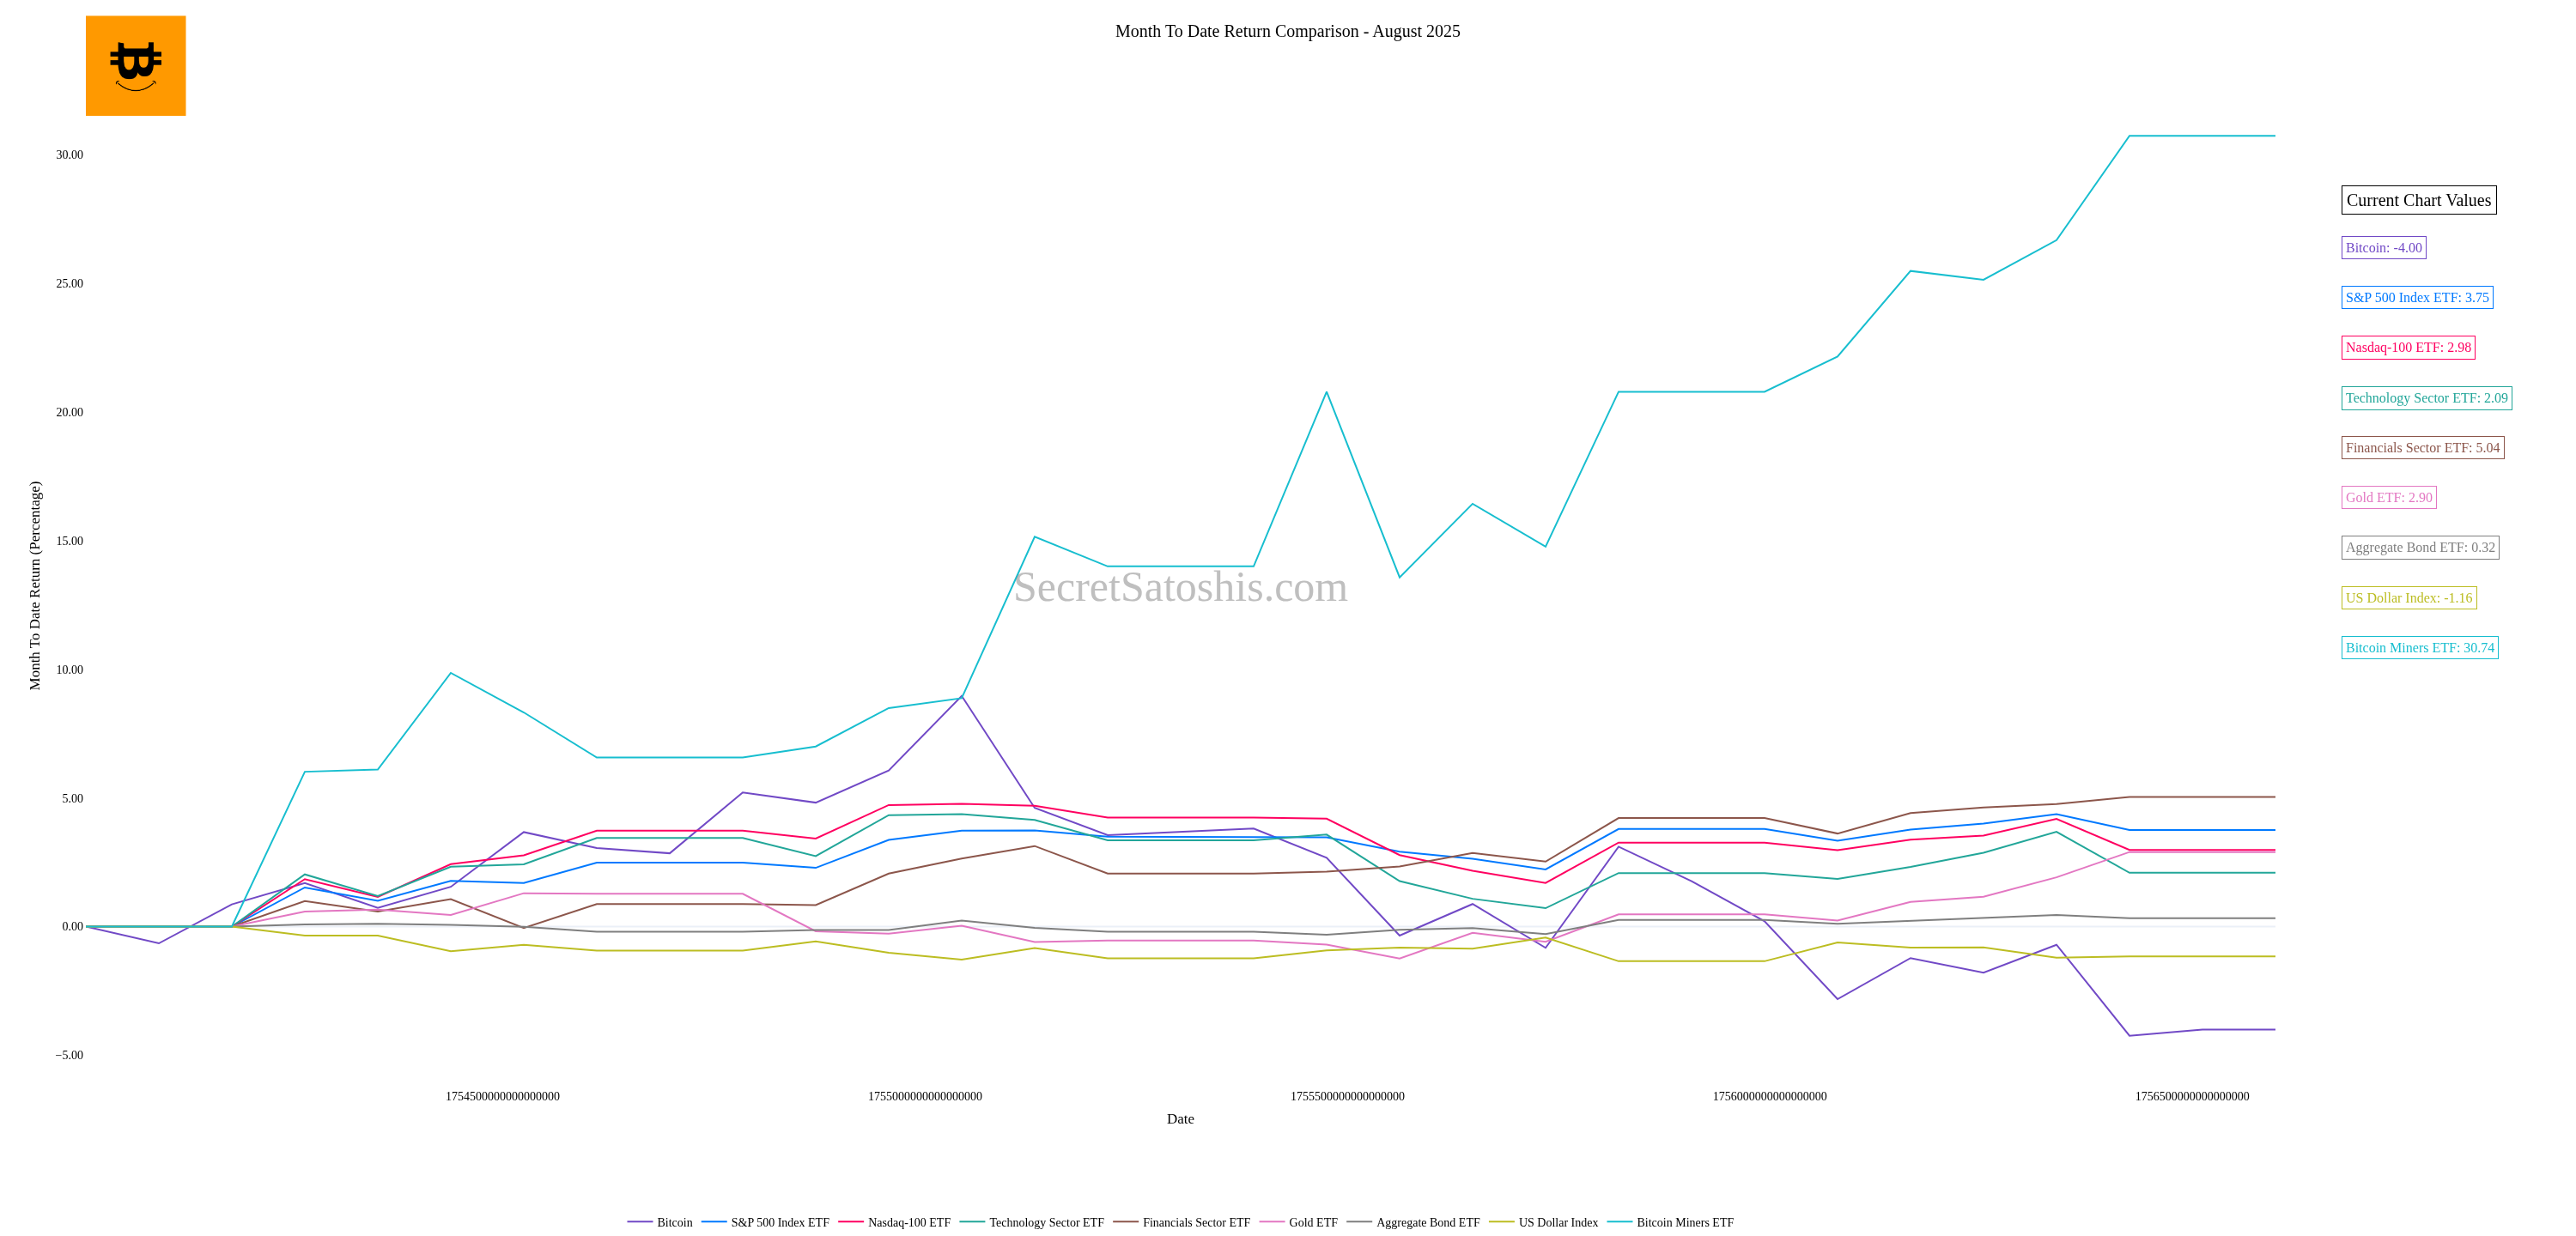 Month To Date Return Comparison - August 2025
30.00
25.00
20.00
15.00
10.00
5.00
0.00
−5.00
Month To Date Return (Percentage)
SecretSatoshis.com
Current Chart Values
Bitcoin: -4.00
S&P 500 Index ETF: 3.75
Nasdaq-100 ETF: 2.98
Technology Sector ETF: 2.09
Financials Sector ETF: 5.04
Gold ETF: 2.90
Aggregate Bond ETF: 0.32
US Dollar Index: -1.16
Bitcoin Miners ETF: 30.74
1754500000000000000 1755000000000000000 1755500000000000000 1756000000000000000 1756500000000000000
Date
Bitcoin S&P 500 Index ETF Nasdaq-100 ETF Technology Sector ETF Financials Sector ETF Gold ETF Aggregate Bond ETF US Dollar Index Bitcoin Miners ETF